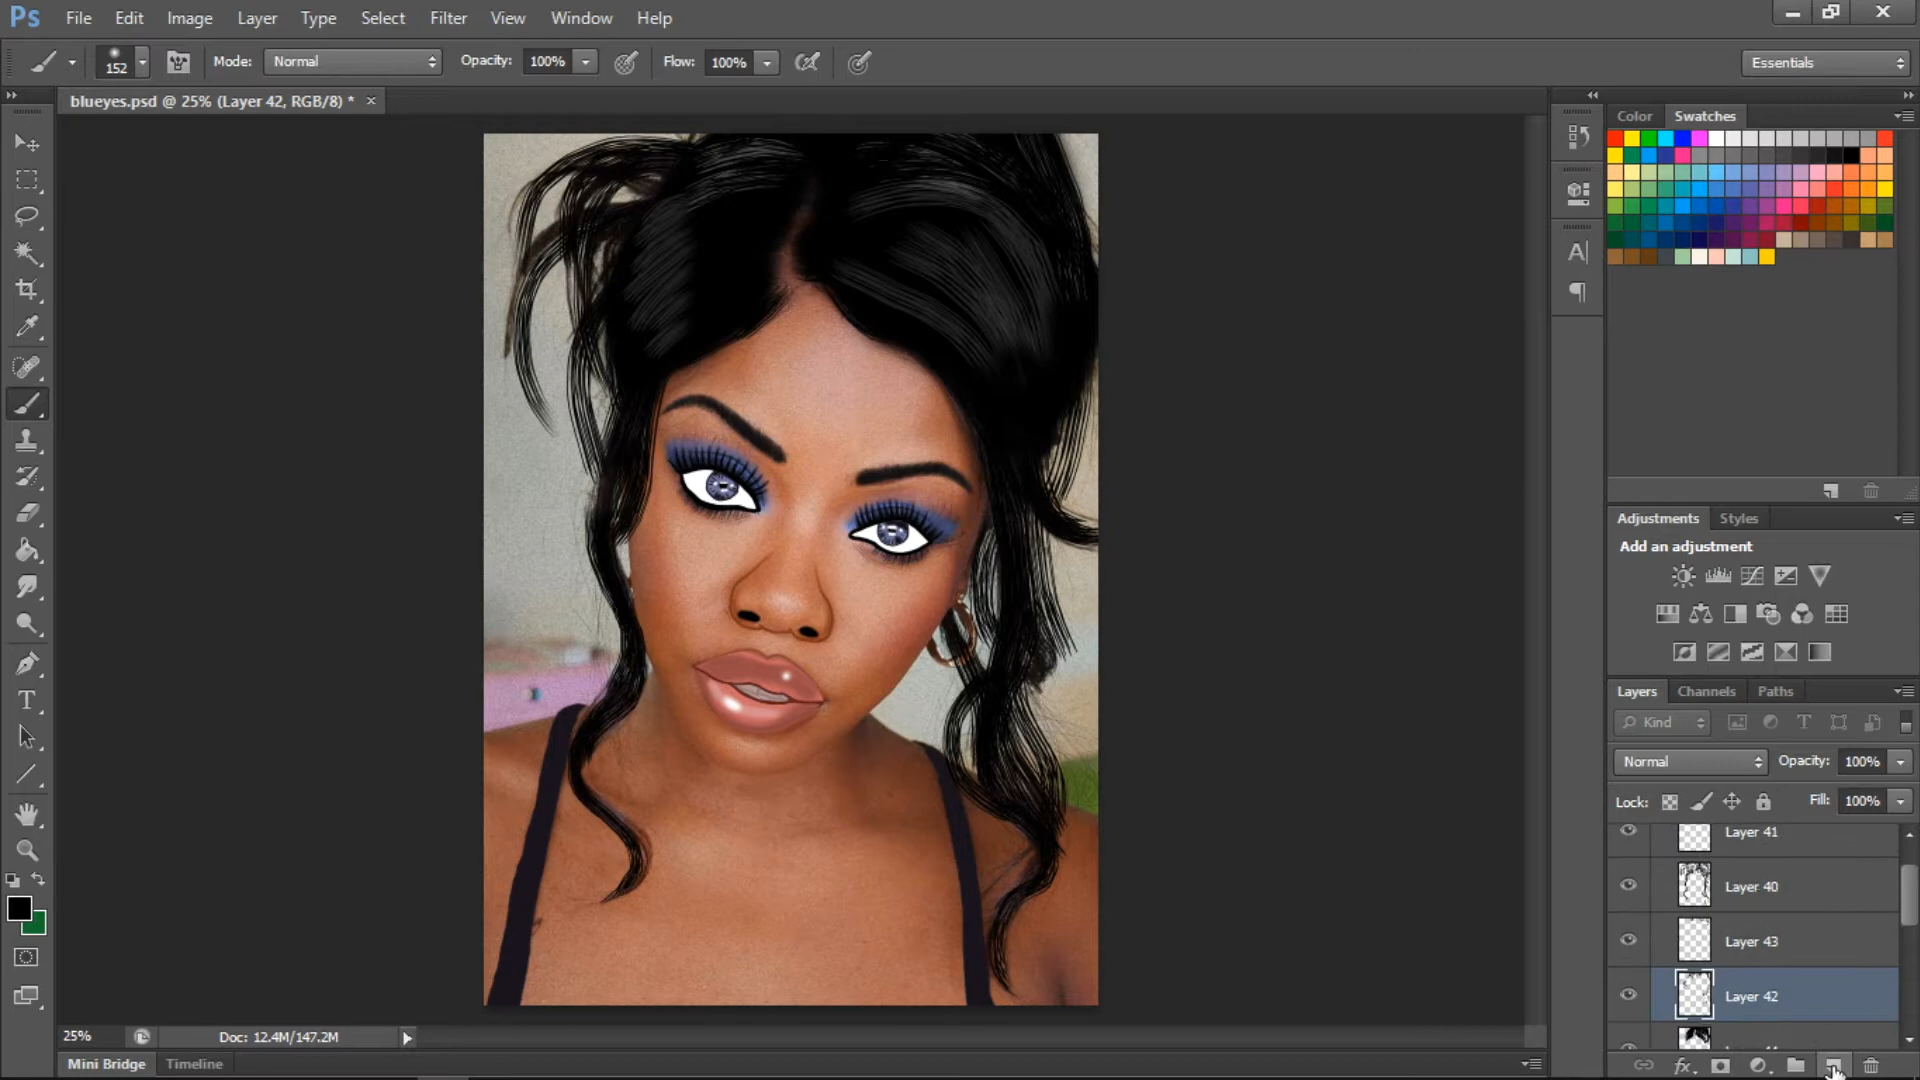 Ps File Edit Image Layer Type Select Filter View Window Help
152 Mode: Normal Opacity: 100% Flow: 100% Essentials
blueyes.psd @ 25% (Layer 42, RGB/8) * ×
Color Swatches
Adjustments Styles
Add an adjustment
Layers Channels Paths
Kind
Normal Opacity: 100%
Lock: Fill: 100%
Layer 41
Layer 40
Layer 43
Layer 42
25% Doc: 12.4M/147.2M
Mini Bridge Timeline